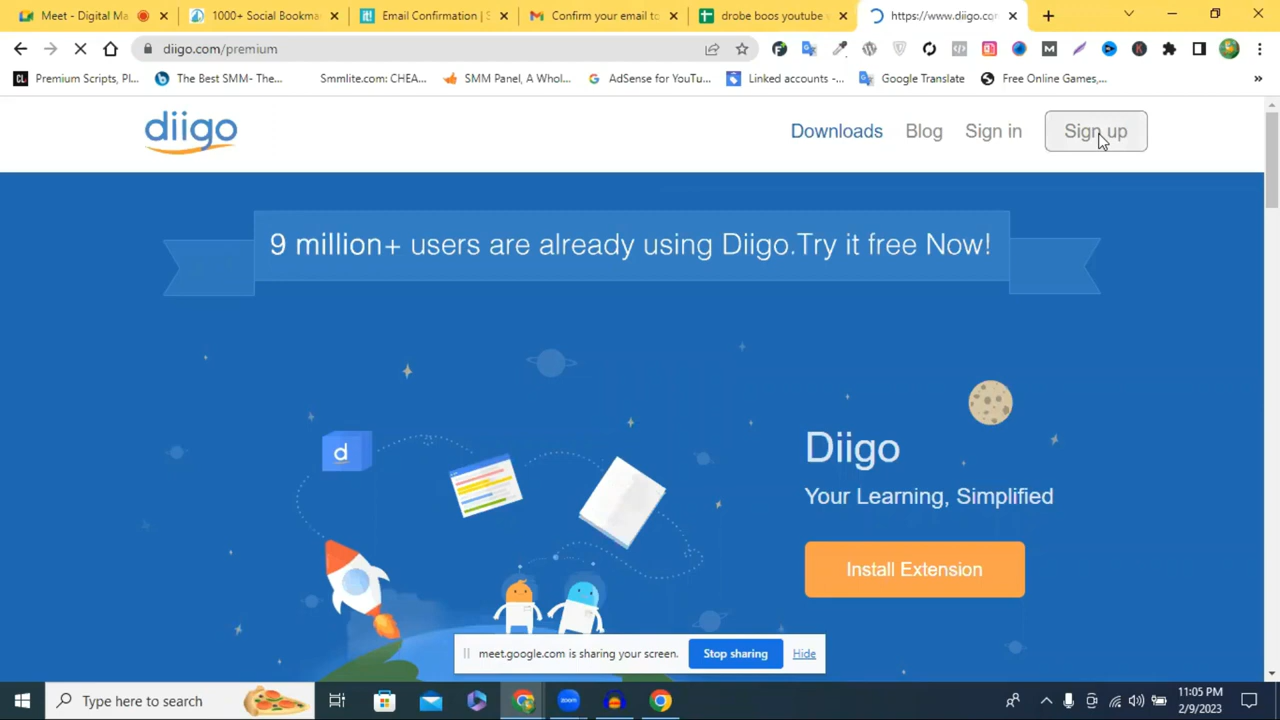 Meet - Digital Ma
1000+ Social Bookma
Email Confirmation | S
Confirm your email to
drobe boos youtube
https://www.diigo.co
diigo.com/premium
Premium Scripts, Pl...
The Best SMM- The...
Smmlite.com: CHEA...
SMM Panel, A Whol...
AdSense for YouTu...
Linked accounts -...
Google Translate
Free Online Games,...
diigo
Downloads
Blog
Sign in
Sign up
9 million+ users are already using Diigo.Try it free Now!
d
Diigo
Your Learning, Simplified
Install Extension
meet.google.com is sharing your screen.
Stop sharing
Hide
Type here to search
zoom
11:05 PM
2/9/2023